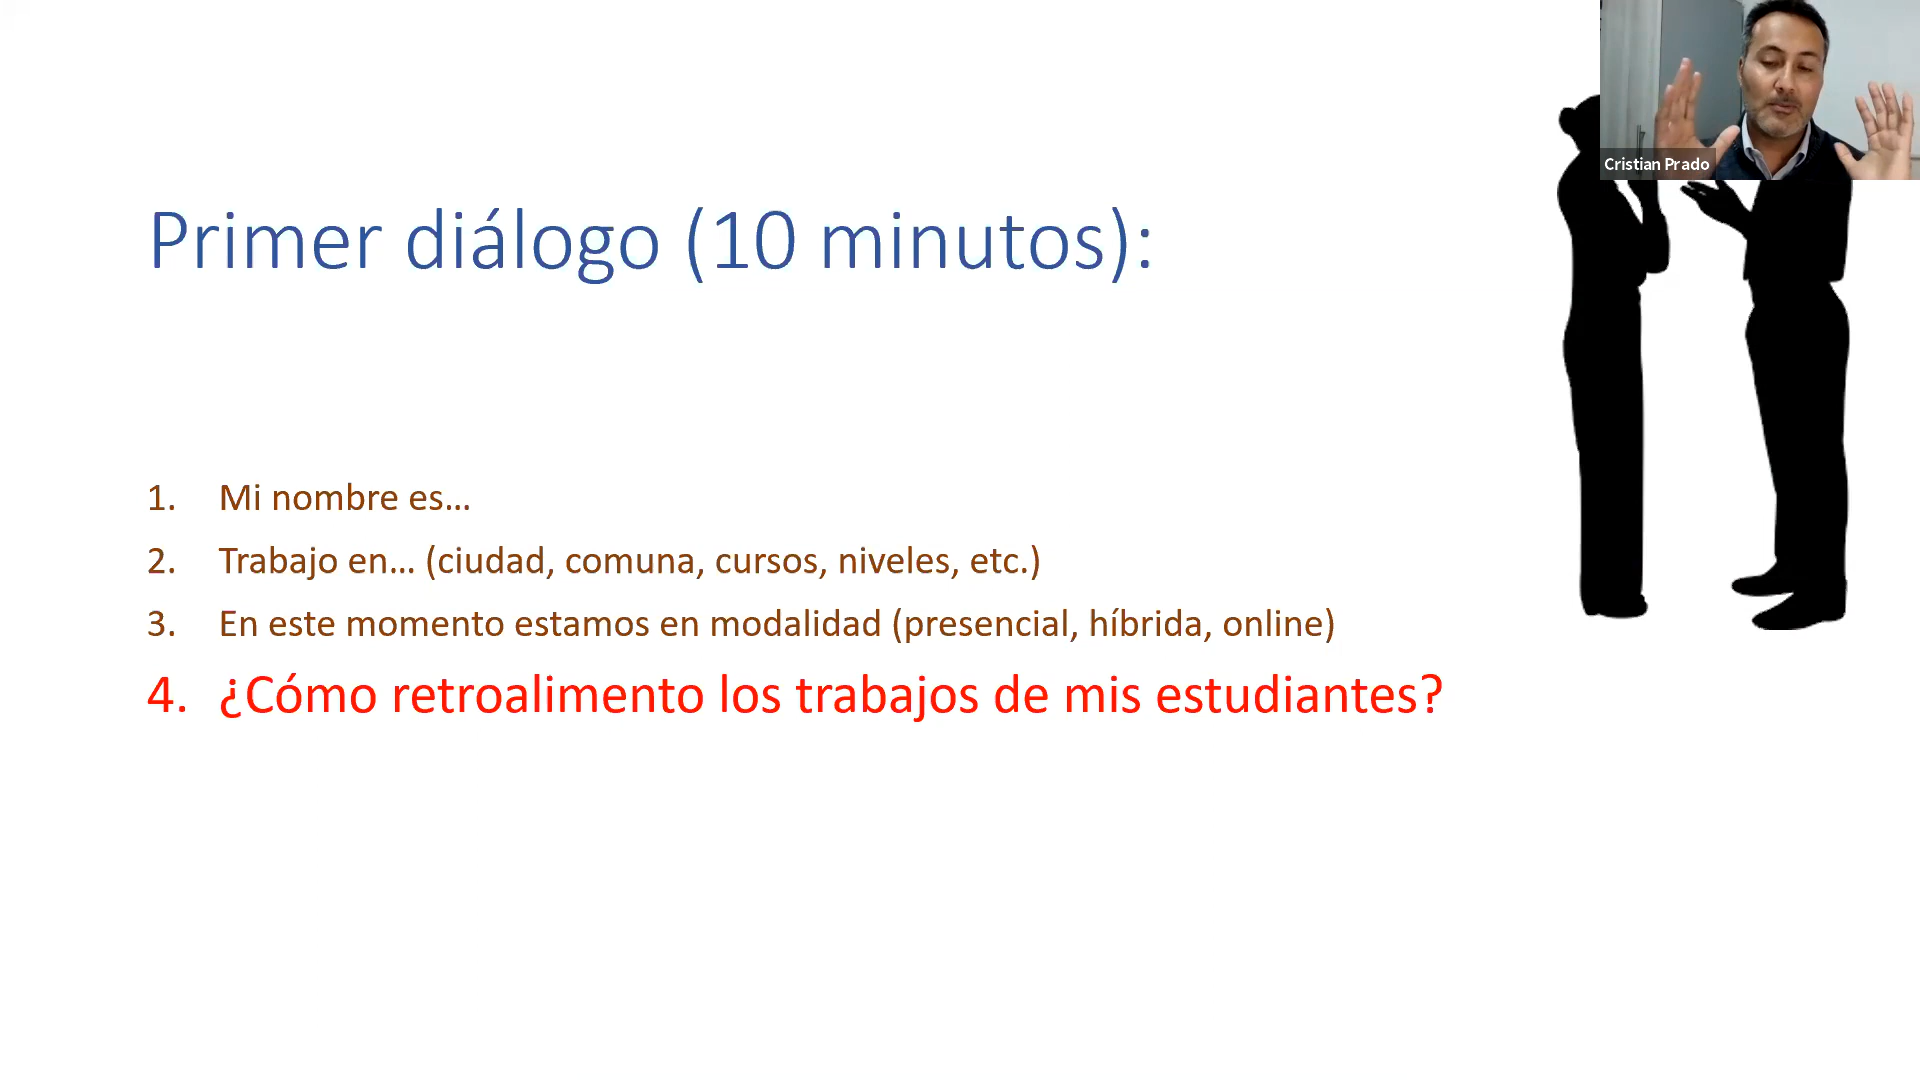 Cristian Prado
Primer diálogo (10 minutos):
1. Mi nombre es...
2. Trabajo en... (ciudad, comuna, cursos, niveles, etc.)
3. En este momento estamos en modalidad (presencial, híbrida, online)
4. ¿Cómo retroalimento los trabajos de mis estudiantes?